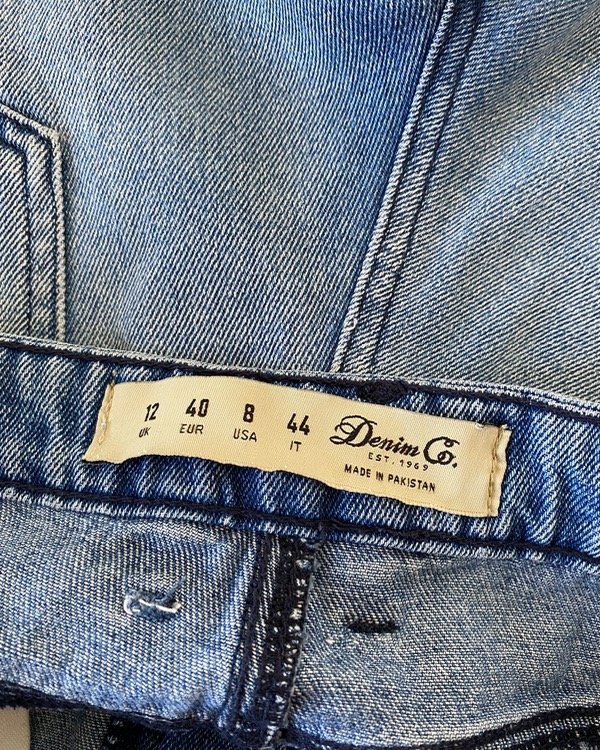 12 40 8 44 Denim Co.
UK EUR USA IT EST. 1969
MADE IN PAKISTAN